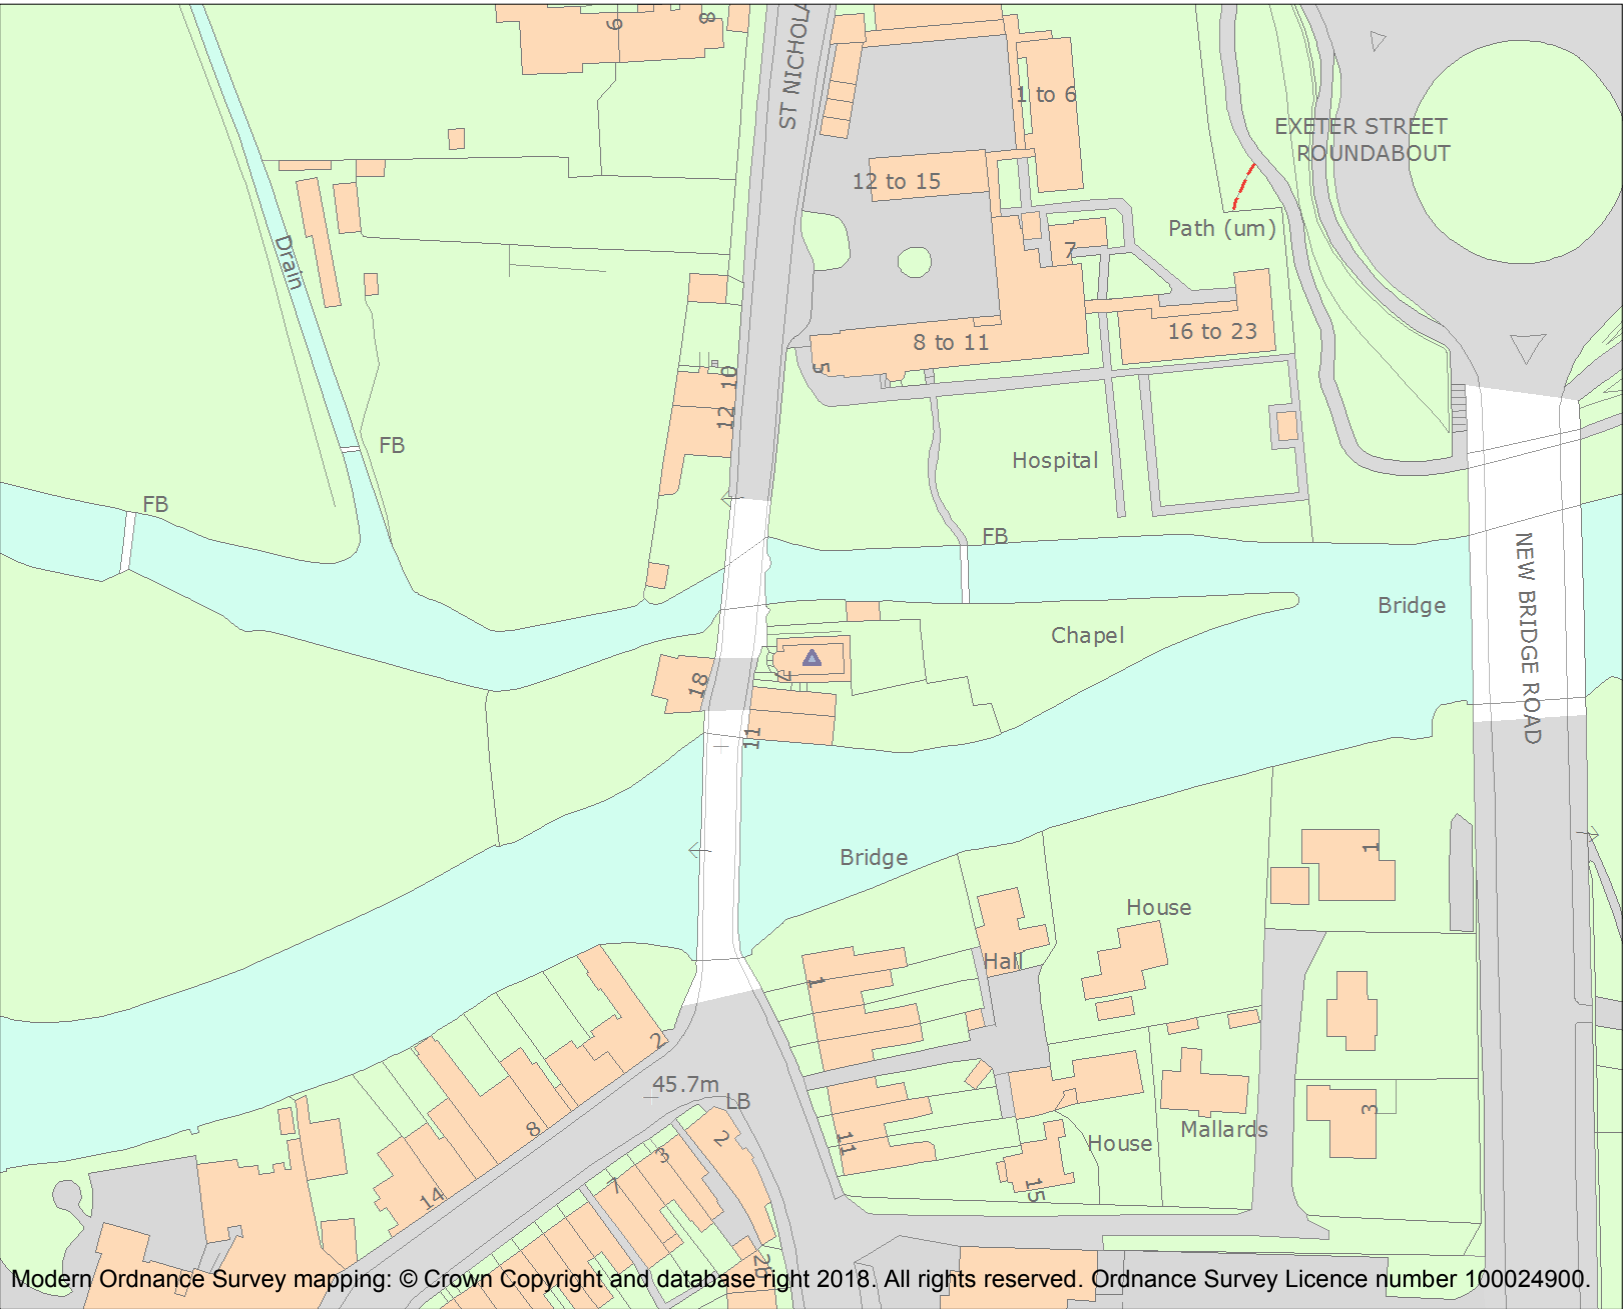 6
8
ST NICHOLA
1 to 6
EXETER STREET
ROUNDABOUT
12 to 15
Path (um)
Drain
7
16 to 23
8 to 11
5
10
12
FB
Hospital
FB
FB
NEW BRIDGE ROAD
Bridge
Chapel
7
18
11
Bridge
1
House
Hall
1
2
45.7m
LB
3
8
2
11
House
Mallards
3
7
14
15
2b
Modern Ordnance Survey mapping: © Crown Copyright and database right 2018. All rights reserved. Ordnance Survey Licence number 100024900.